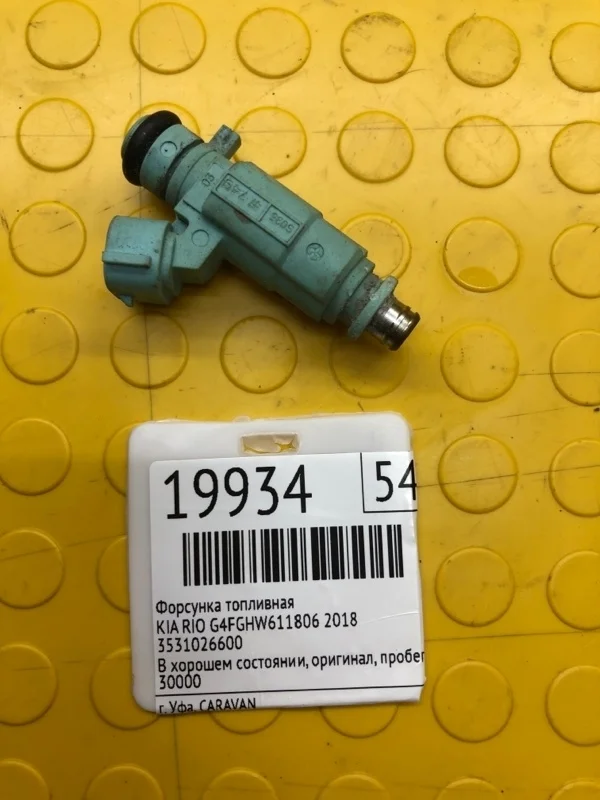 19934 54
Форсунка топливная
KIA RIO G4FGHW611806 2018
3531026600
В хорошем состоянии, оригинал, пробег
30000
г. Уфа, CARAVAN